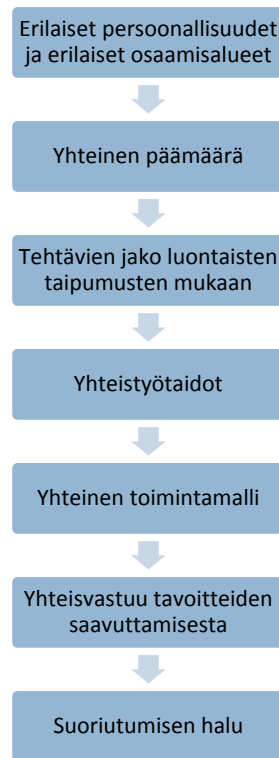 Erilaiset persoonallisuudet
ja erilaiset osaamisalueet
Yhteinen päämäärä
Tehtävien jako luontaisten
taipumusten mukaan
Yhteistyötaidot
Yhteinen toimintamalli
Yhteisvastuu tavoitteiden
saavuttamisesta
Suoriutumisen halu